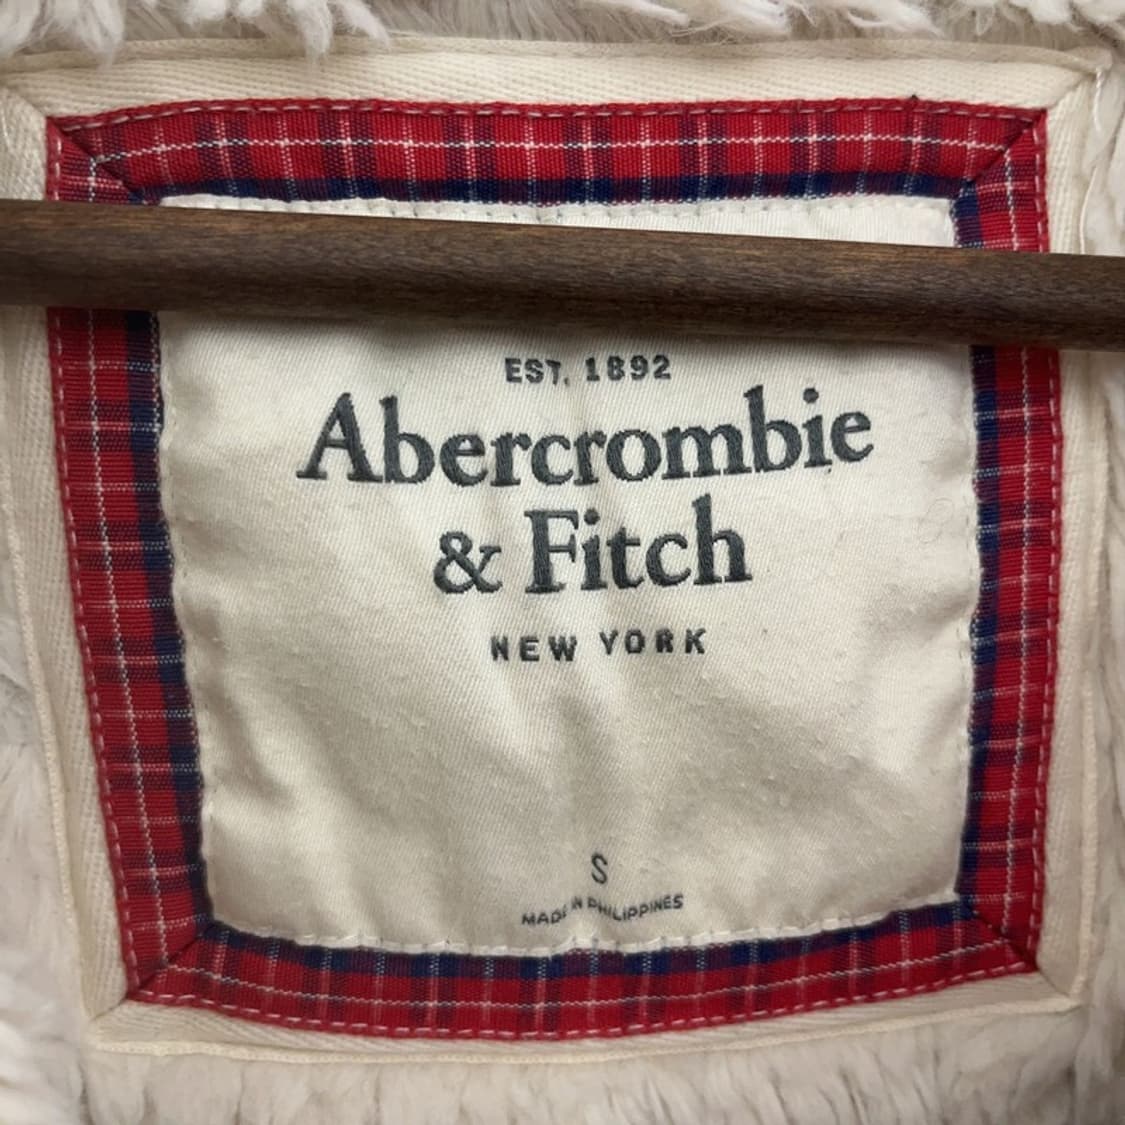 EST. 1892
Abercrombie
& Fitch
NEW YORK
S
MADE IN PHILIPPINES